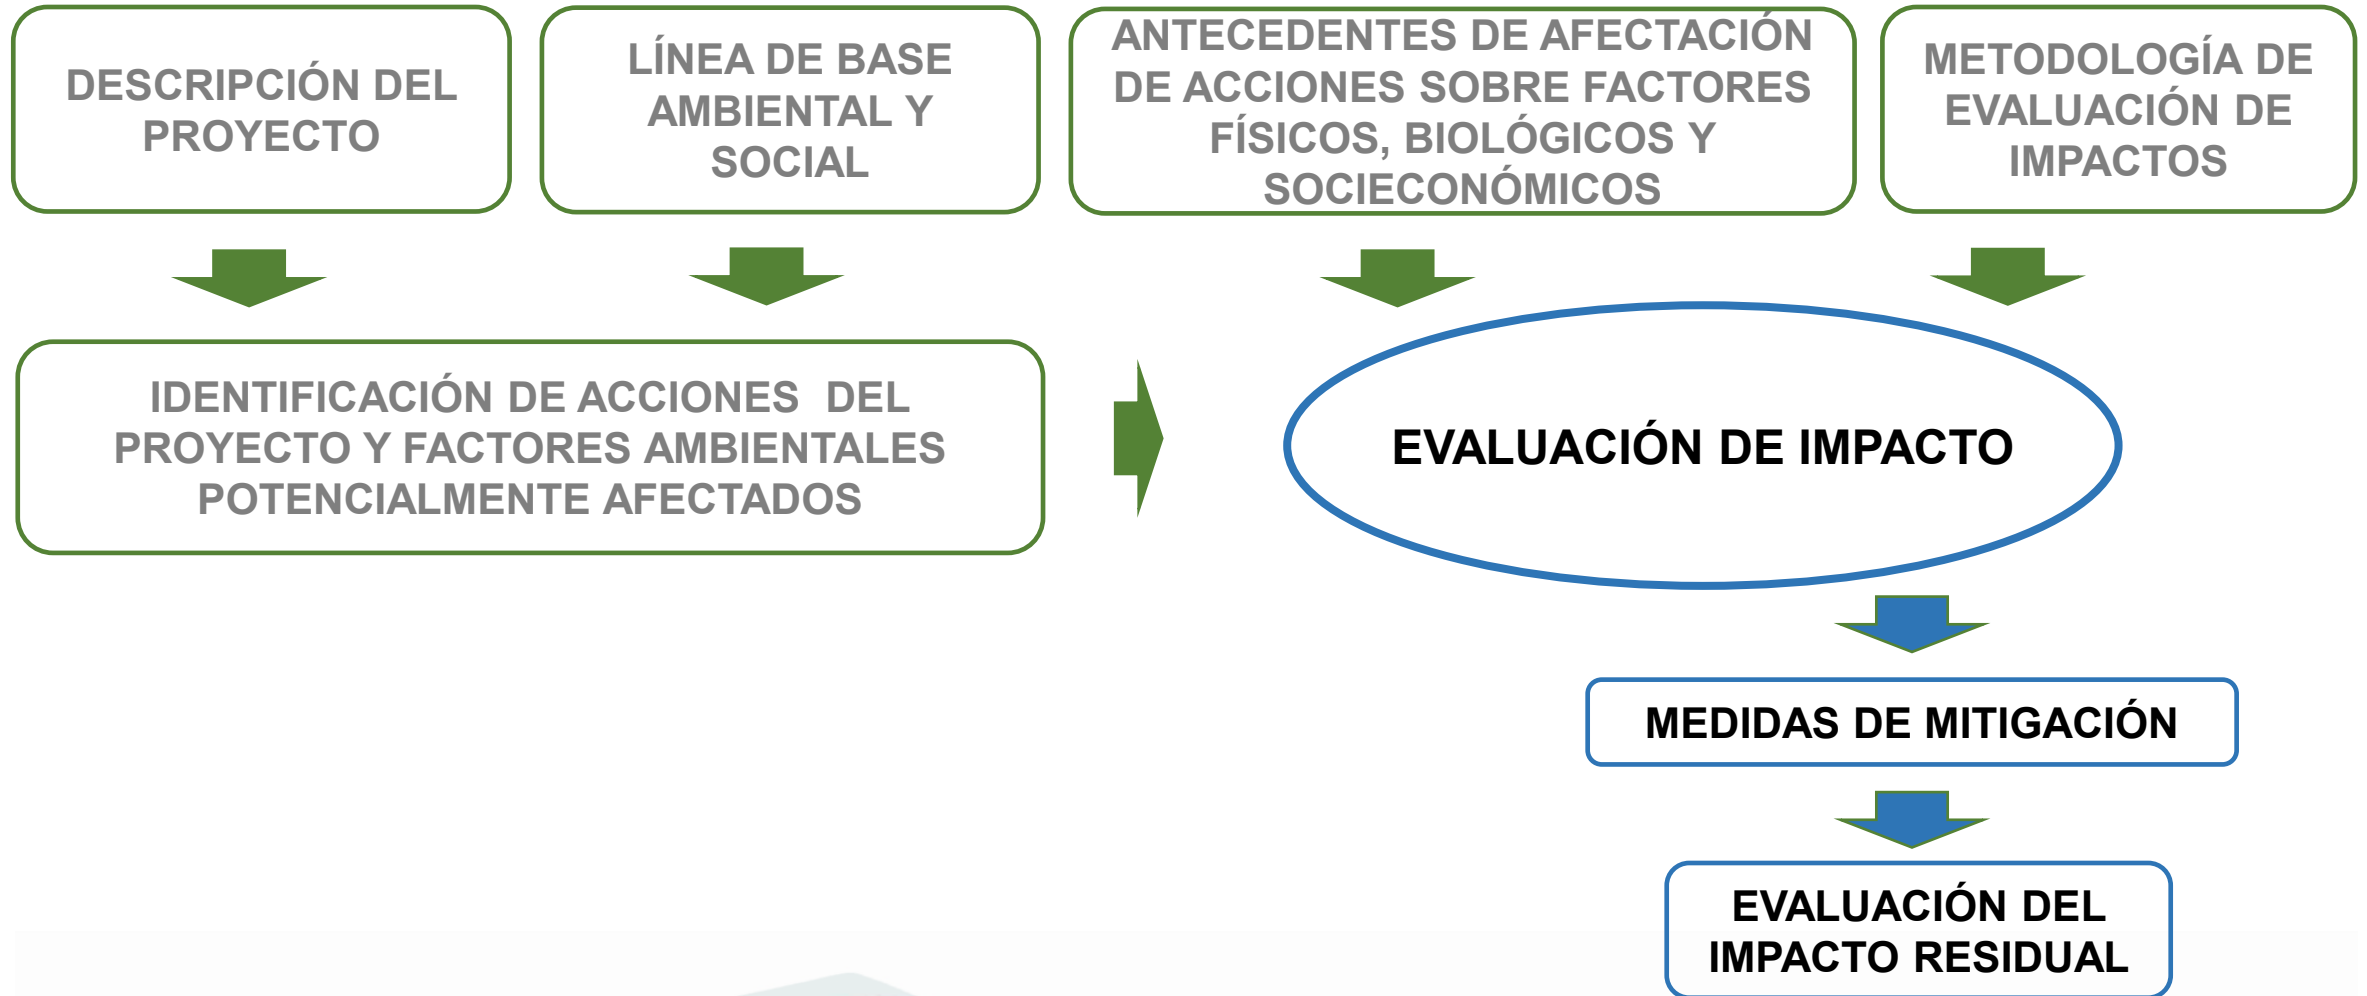 DESCRIPCIÓN DEL
PROYECTO
LÍNEA DE BASE
AMBIENTAL Y
SOCIAL
ANTECEDENTES DE AFECTACIÓN
DE ACCIONES SOBRE FACTORES
FÍSICOS, BIOLÓGICOS Y
SOCIECONÓMICOS
METODOLOGÍA DE
EVALUACIÓN DE
IMPACTOS
IDENTIFICACIÓN DE ACCIONES DEL
PROYECTO Y FACTORES AMBIENTALES
POTENCIALMENTE AFECTADOS
EVALUACIÓN DE IMPACTO
MEDIDAS DE MITIGACIÓN
EVALUACIÓN DEL
IMPACTO RESIDUAL